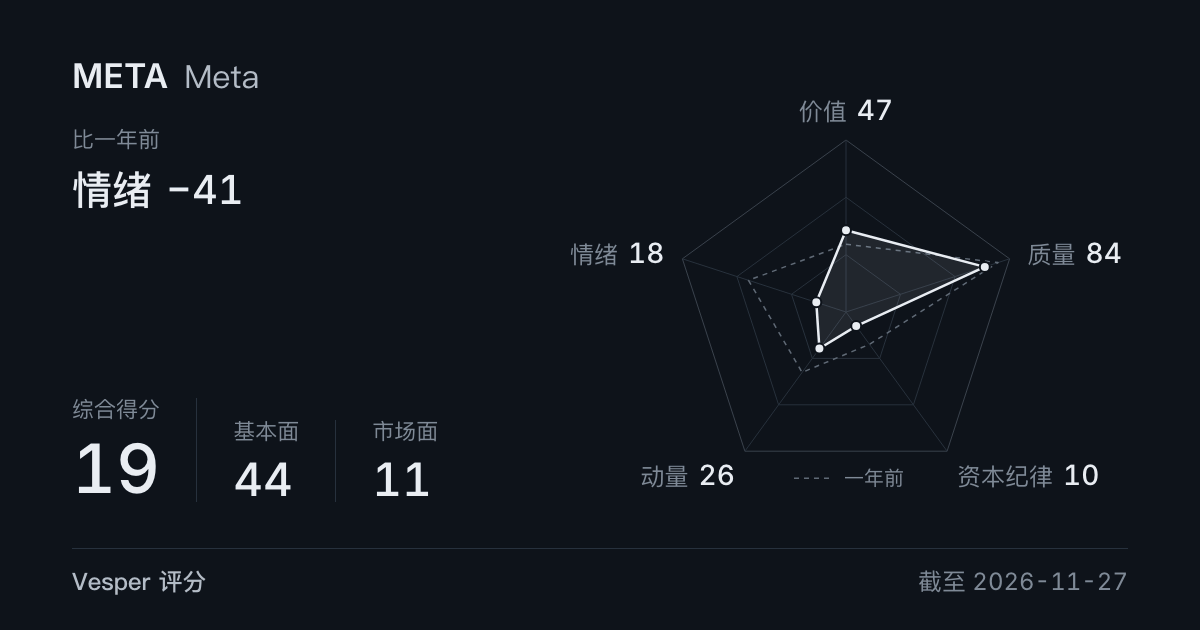 META Meta
比一年前
情绪 −41
价值 47
情绪 18
质量 84
动量 26
一年前
资本纪律 10
综合得分
19
基本面
44
市场面
11
Vesper 评分
截至 2026-11-27